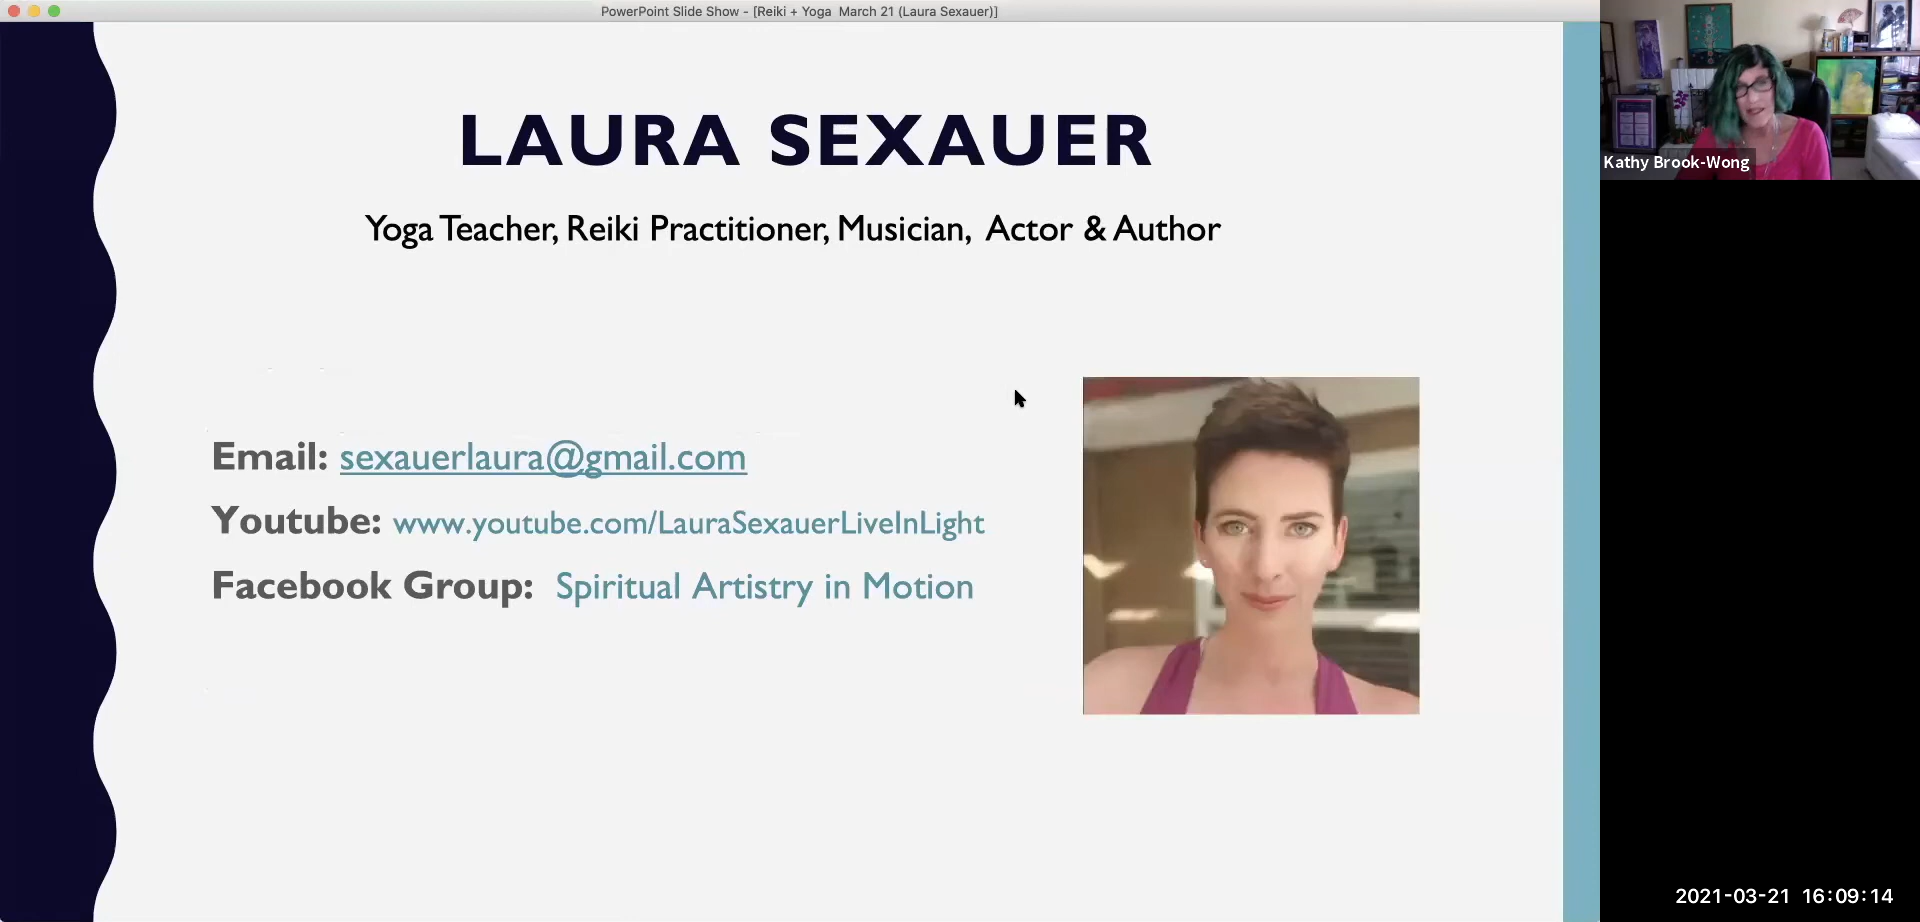 PowerPoint Slide Show - [Reiki + Yoga  March 21 (Laura Sexauer)]
LAURA SEXAUER
Yoga Teacher, Reiki Practitioner, Musician,  Actor & Author
Email: sexauerlaura@gmail.com
Youtube: www.youtube.com/LauraSexauerLiveInLight
Facebook Group:  Spiritual Artistry in Motion
Kathy Brook-Wong
2021-03-21  16:09:14